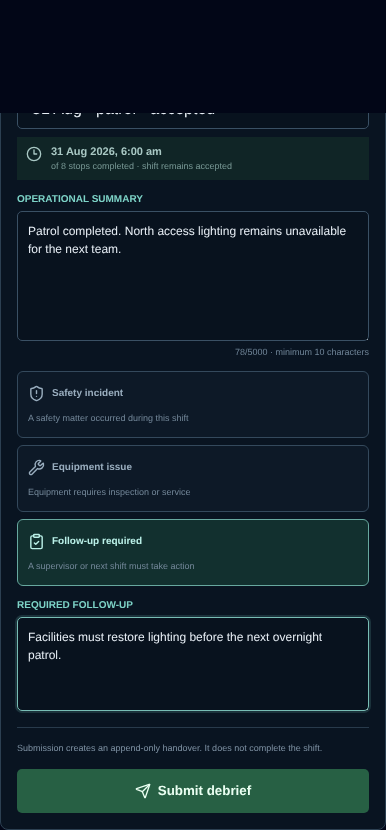 31 Aug 2026, 6:00 am
of 8 stops completed · shift remains accepted
OPERATIONAL SUMMARY
Patrol completed. North access lighting remains unavailable
for the next team.
78/5000 · minimum 10 characters
Safety incident
A safety matter occurred during this shift
Equipment issue
Equipment requires inspection or service
Follow-up required
A supervisor or next shift must take action
REQUIRED FOLLOW-UP
Facilities must restore lighting before the next overnight
patrol.
Submission creates an append-only handover. It does not complete the shift.
Submit debrief